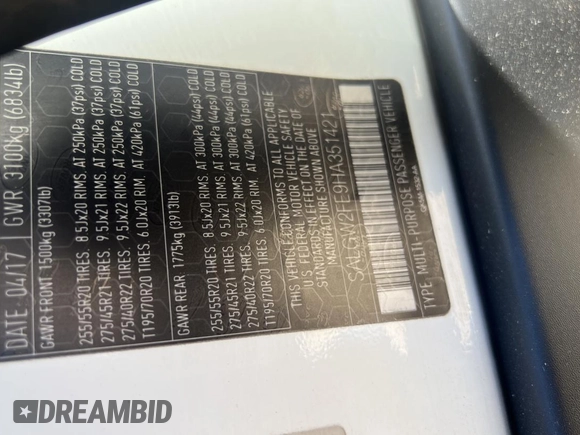 DATE: 04/17 GWR 3100kg (6834lb)
GAWR FRONT 1500kg (3307lb)
255/55R20 TIRES: 8 5Jx20 RIMS, AT 250kPa (37psi) COLD
275/45R21 TIRES: 9 5Jx21 RIMS, AT 250kPa (37psi) COLD
275/40R22 TIRES: 9 5Jx22 RIMS, AT 250kPa (37psi) COLD
T195/70R20 TIRES 6 0Jx20 RIM, AT 420kPa (61psi) COLD
GAWR REAR 1775kg (3913lb)
255/55R20 TIRES: 8 5Jx20 RIMS, AT 300kPa (44psi) COLD
275/45R21 TIRES: 9 5Jx21 RIMS, AT 300kPa (44psi) COLD
275/40R22 TIRES: 9 5Jx22 RIMS, AT 300kPa (44psi) COLD
T195/70R20 TIRES 6 0Jx20 RIM, AT 420kPa (61psi) COLD
THIS VEHICLE CONFORMS TO ALL APPLICABLE
FEDERAL MOTOR VEHICLE SAFETY
STANDARDS IN EFFECT ON THE DATE OF
MANUFACTURE SHOWN ABOVE
SALGW2FE9HA351421
TYPE: MULTI-PURPOSE PASSENGER VEHICLE
DREAMBID